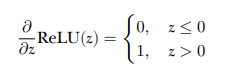 ∂/∂z ReLU(z) = { 0, z ≤ 0
1, z > 0